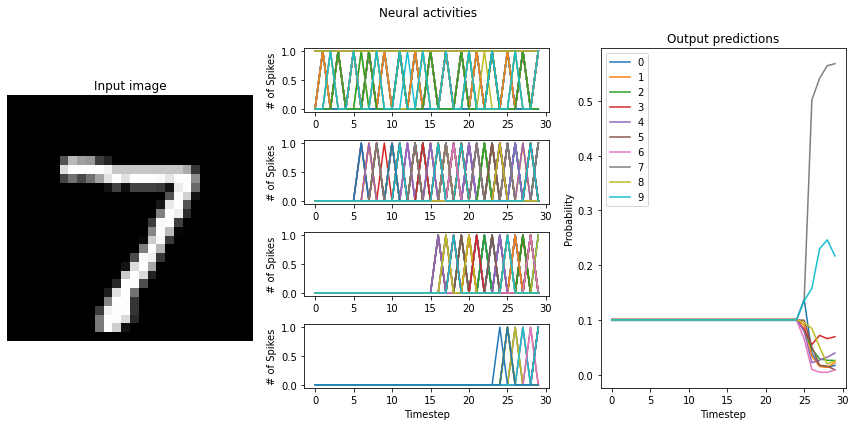 Neural activities
Input image
7
# of Spikes
1.0
0.5
0.0
0 5 10 15 20 25 30
# of Spikes
1.0
0.5
0.0
0 5 10 15 20 25 30
# of Spikes
1.0
0.5
0.0
0 5 10 15 20 25 30
# of Spikes
1.0
0.5
0.0
0 5 10 15 20 25 30
Timestep
Output predictions
0
1
2
3
4
5
6
7
8
9
Probability
0.5
0.4
0.3
0.2
0.1
0.0
0 5 10 15 20 25 30
Timestep